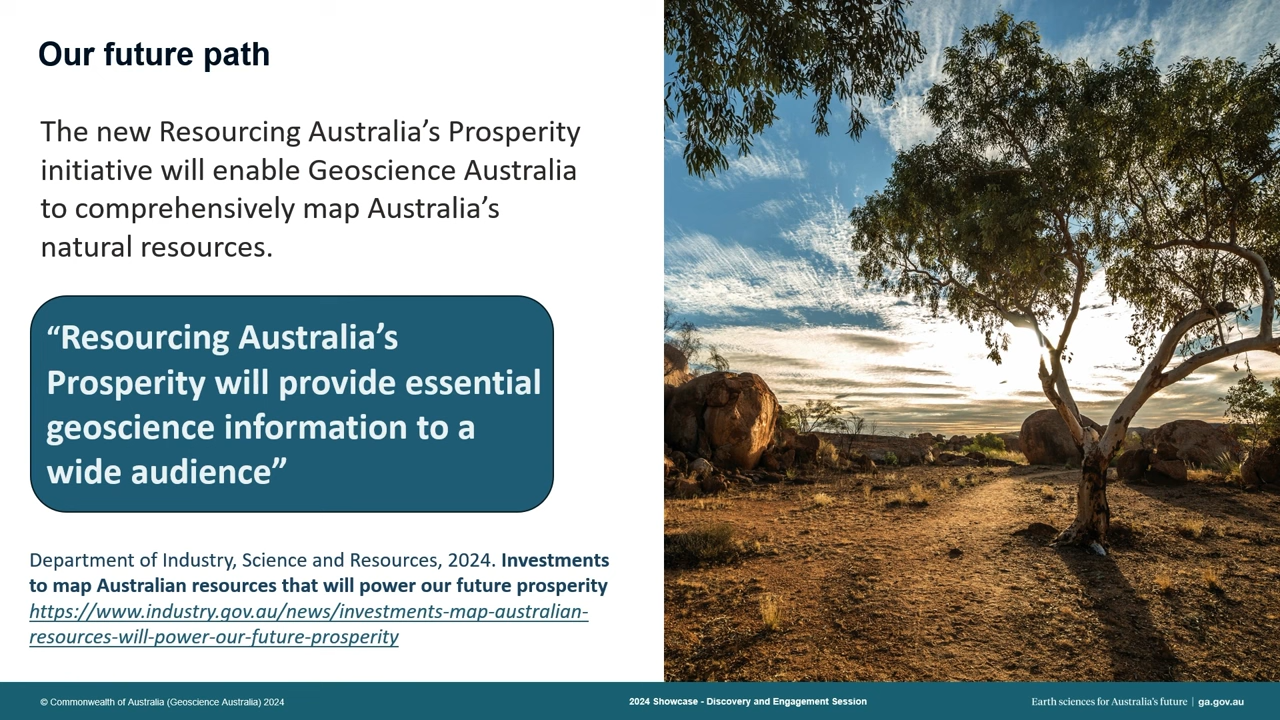 Our future path
The new Resourcing Australia’s Prosperity
initiative will enable Geoscience Australia
to comprehensively map Australia’s
natural resources.
“Resourcing Australia’s
Prosperity will provide essential
geoscience information to a
wide audience”
Department of Industry, Science and Resources, 2024. Investments
to map Australian resources that will power our future prosperity
https://www.industry.gov.au/news/investments-map-australian-
resources-will-power-our-future-prosperity
© Commonwealth of Australia (Geoscience Australia) 2024
2024 Showcase - Discovery and Engagement Session
Earth sciences for Australia’s future | ga.gov.au